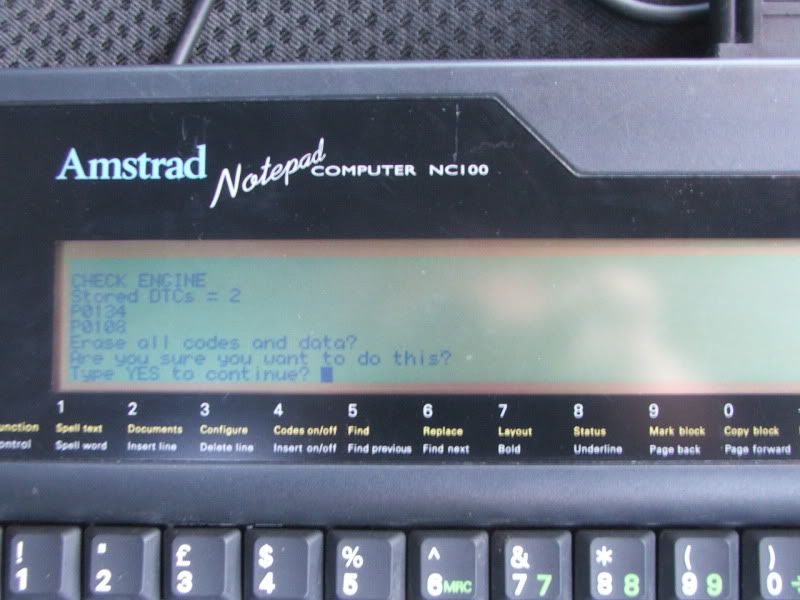 Amstrad Notepad COMPUTER NC100
CHECK ENGINE
Stored DTCs = 2
P0134
P0108
Erase all codes and data?
Are you sure you want to do this?
Type YES to continue?
1 2 3 4 5 6 7 8 9 0
unction Spell text Documents Configure Codes on/off Find Replace Layout Status Mark block Copy block
ontrol Spell word Insert line Delete line Insert on/off Find previous Find next Bold Underline Page back Page forward
! " £ $ % ^ & * ( )
1 2 3 4 5 6 MRC 7 7 8 8 9 9 0 ÷